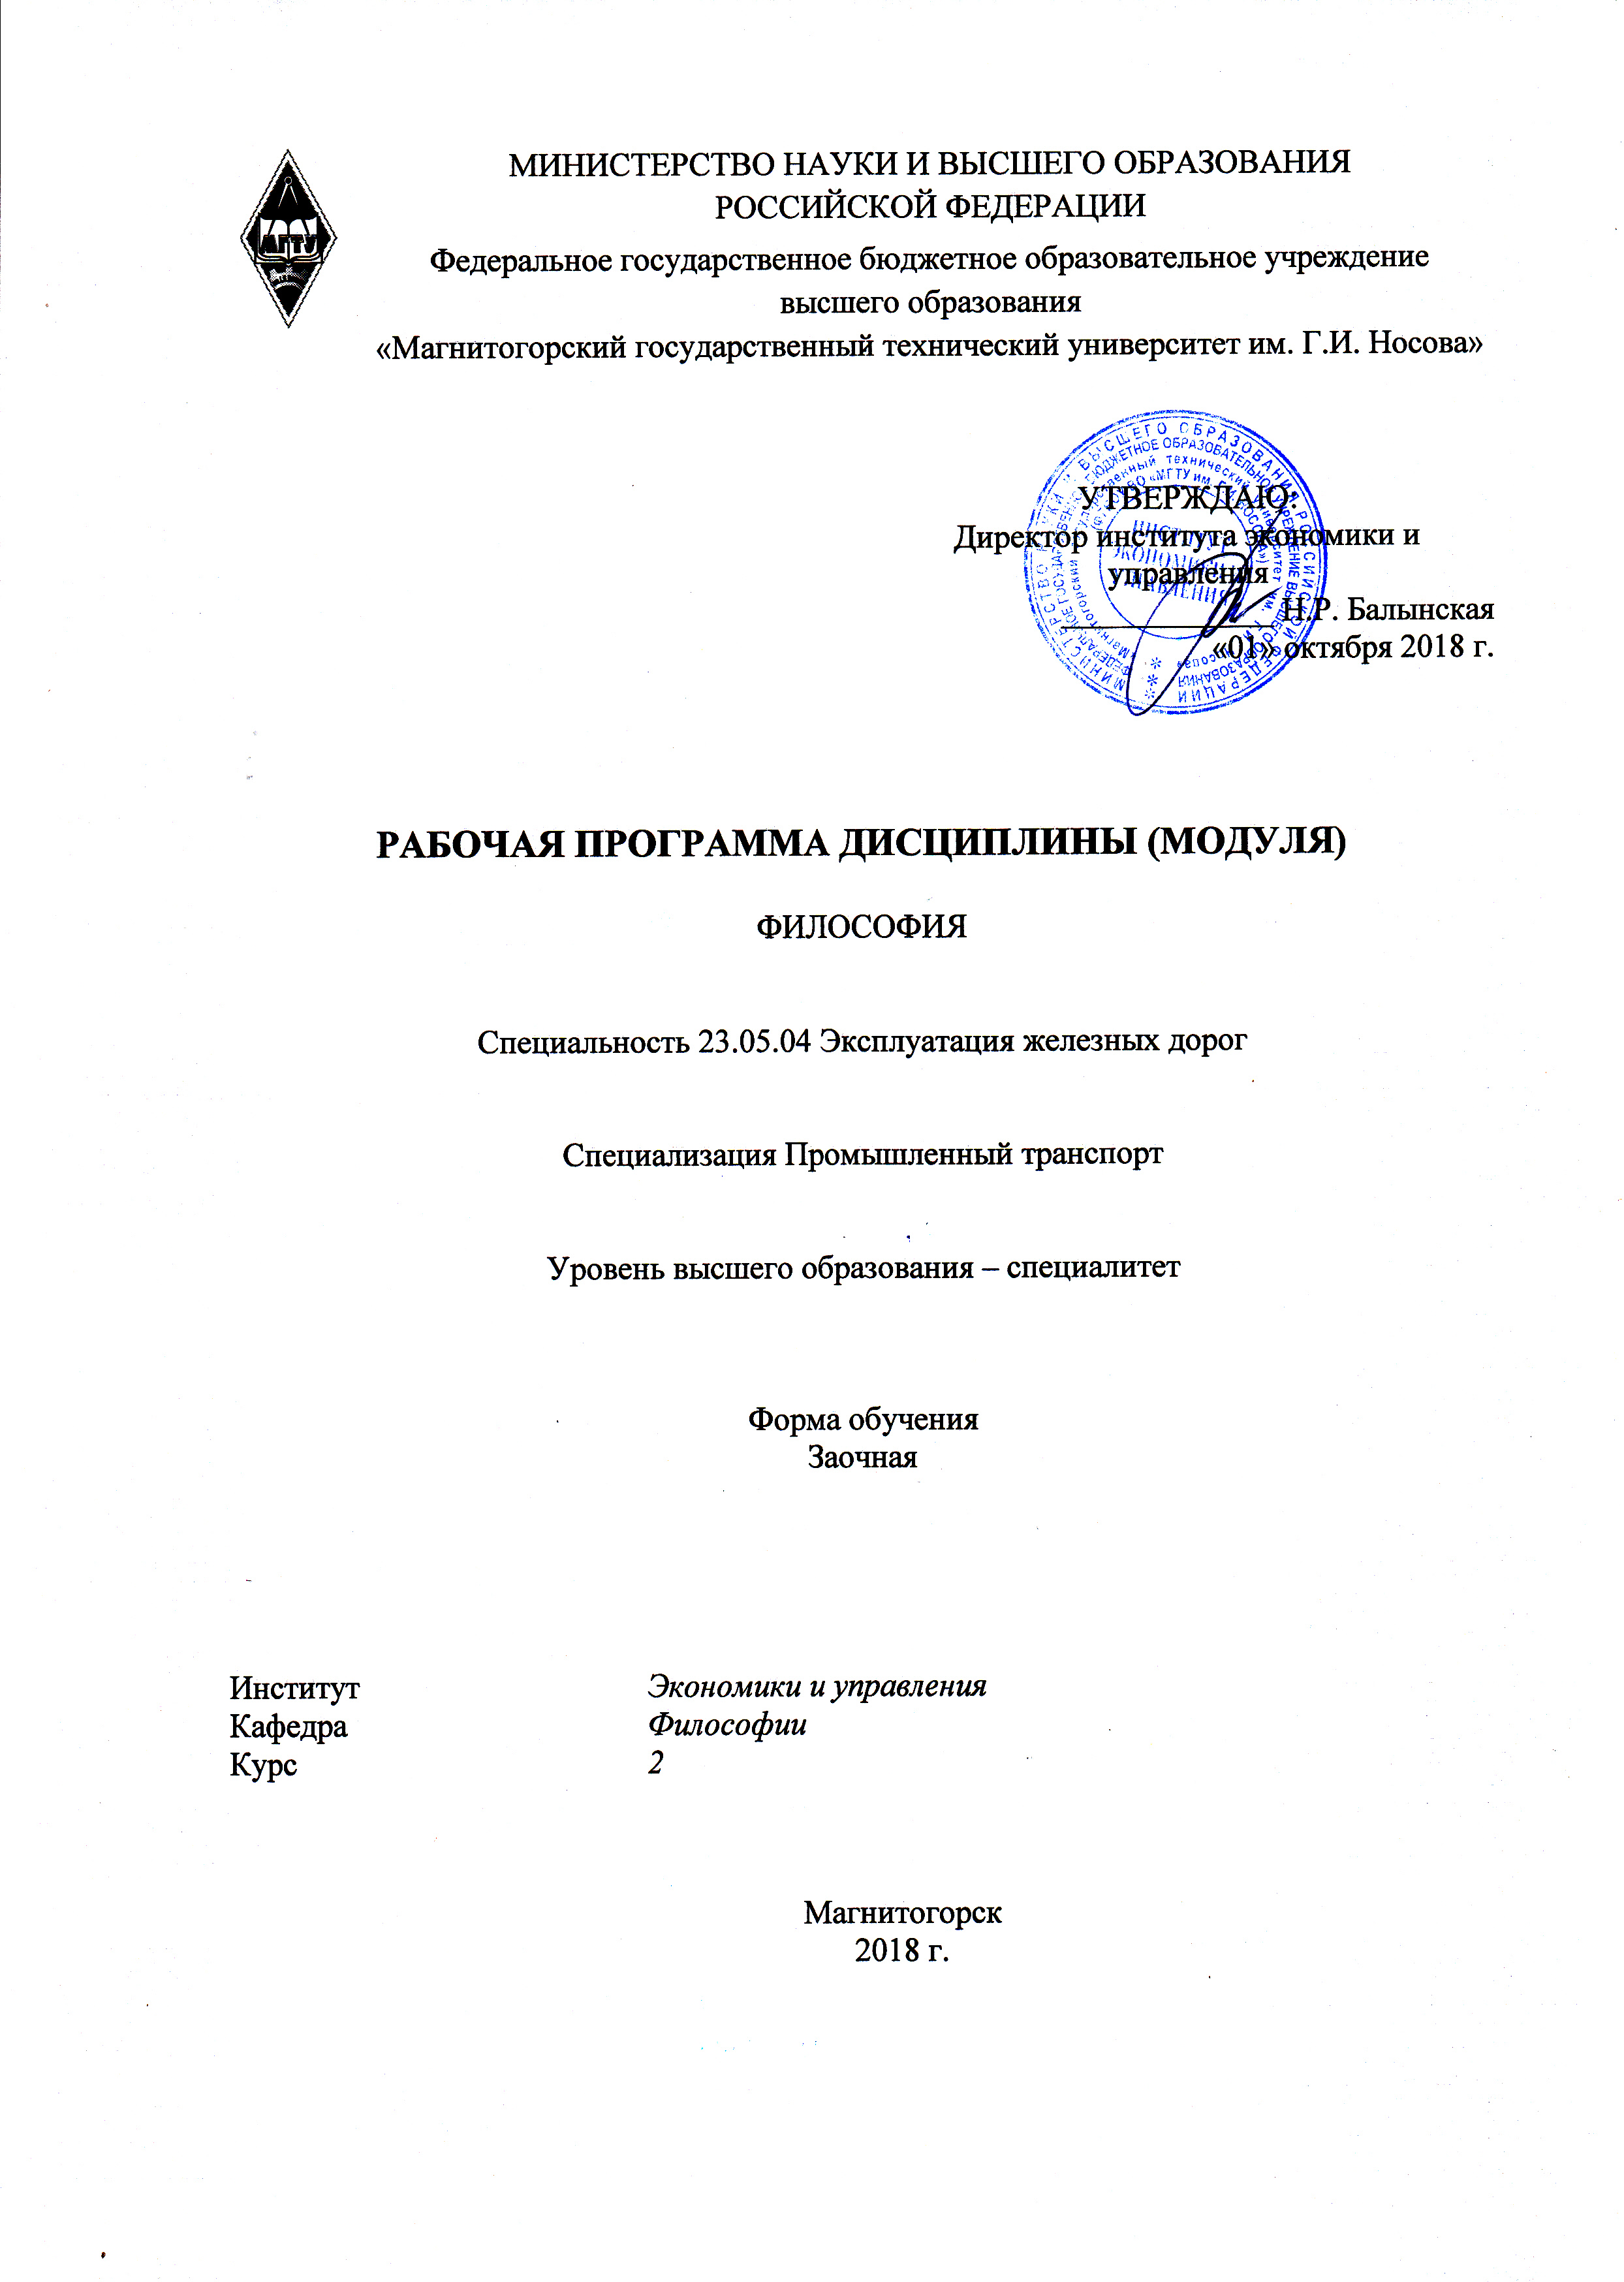 МИНИСТЕРСТВО НАУКИ И ВЫСШЕГО ОБРАЗОВАНИЯ
РОССИЙСКОЙ ФЕДЕРАЦИИ
Федеральное государственное бюджетное образовательное учреждение
высшего образования
«Магнитогорский государственный технический университет им. Г.И. Носова»
МГТУ
УТВЕРЖДАЮ:
Директор института экономики и
управления
Н.Р. Балынская
«01» октября 2018 г.
РАБОЧАЯ ПРОГРАММА ДИСЦИПЛИНЫ (МОДУЛЯ)
ФИЛОСОФИЯ
Специальность 23.05.04 Эксплуатация железных дорог
Специализация Промышленный транспорт
Уровень высшего образования – специалитет
Форма обучения
Заочная
Институт Экономики и управления
Кафедра Философии
Курс 2
Магнитогорск
2018 г.